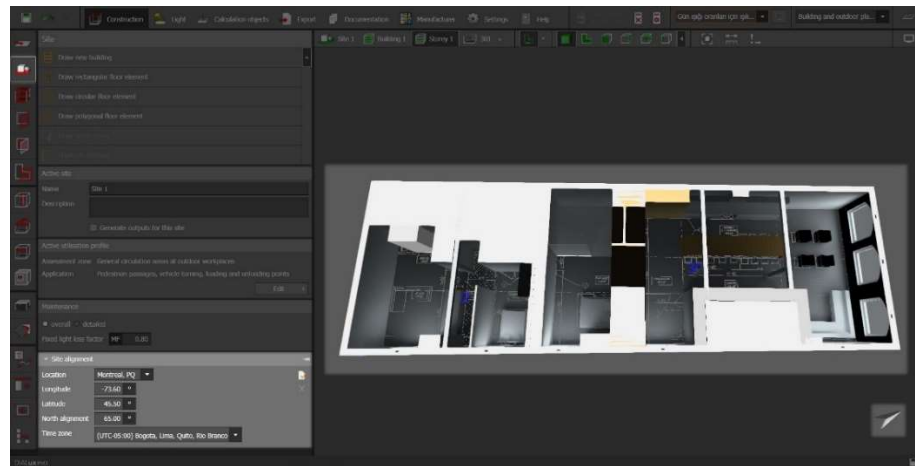 Construction Light Calculation objects Export Documentation Manufacturer Settings Help
Building and outdoor pla...
Site
Site 1 Building 1 Storey 1
Draw new building
Draw rectangular floor element
Draw circular floor element
Draw polygonal floor element
Active site
Name Site 1
Description
Generate outputs for this site
Active utilisation profile
Assessment zone General circulation areas at outdoor workplaces
Application Pedestrian passages, vehicle turning, loading and unloading points
Edit
Maintenance
overall detailed
Fixed light loss factor MF 0.80
Site alignment
Location Montreal, PQ
Longitude -73.60 °
Latitude 45.50 °
North alignment 65.00 °
Time zone (UTC-05:00) Bogota, Lima, Quito, Rio Branco